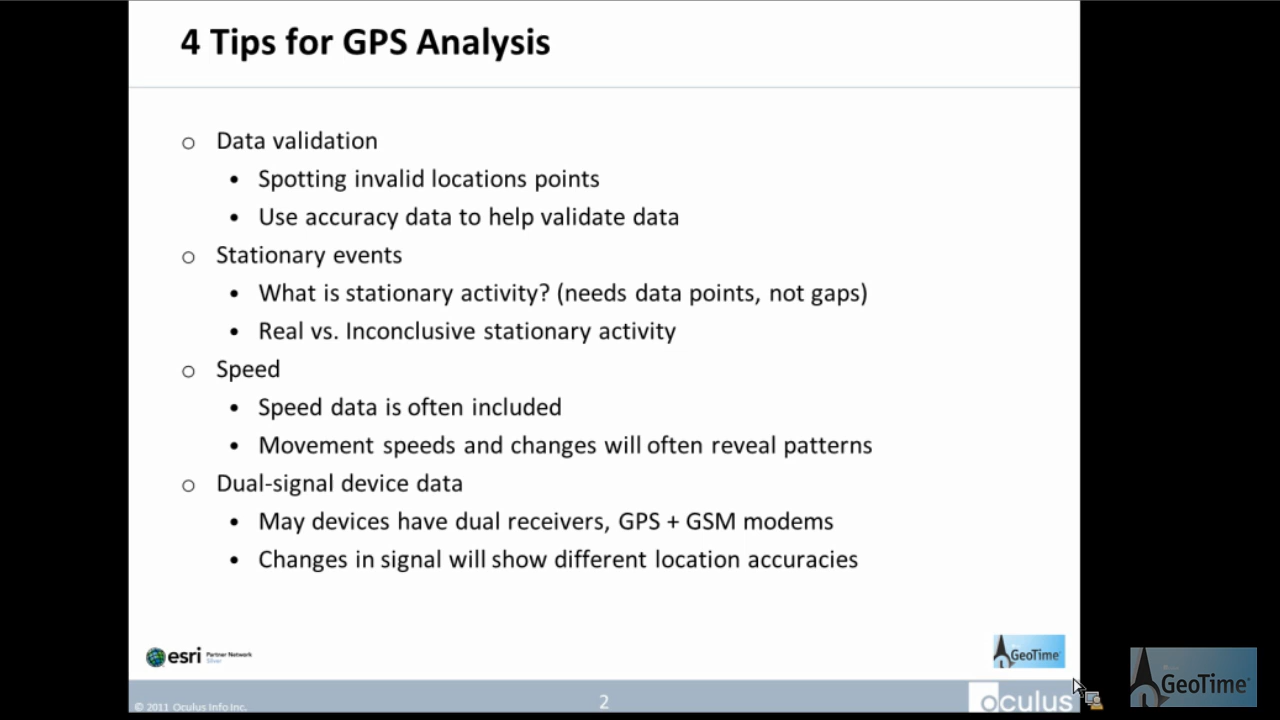 4 Tips for GPS Analysis
o Data validation
• Spotting invalid locations points
• Use accuracy data to help validate data
o Stationary events
• What is stationary activity? (needs data points, not gaps)
• Real vs. Inconclusive stationary activity
o Speed
• Speed data is often included
• Movement speeds and changes will often reveal patterns
o Dual-signal device data
• May devices have dual receivers, GPS + GSM modems
• Changes in signal will show different location accuracies
esri Partner Network
Silver
GeoTime
© 2011 Oculus Info Inc.
2
oculus
GeoTime®